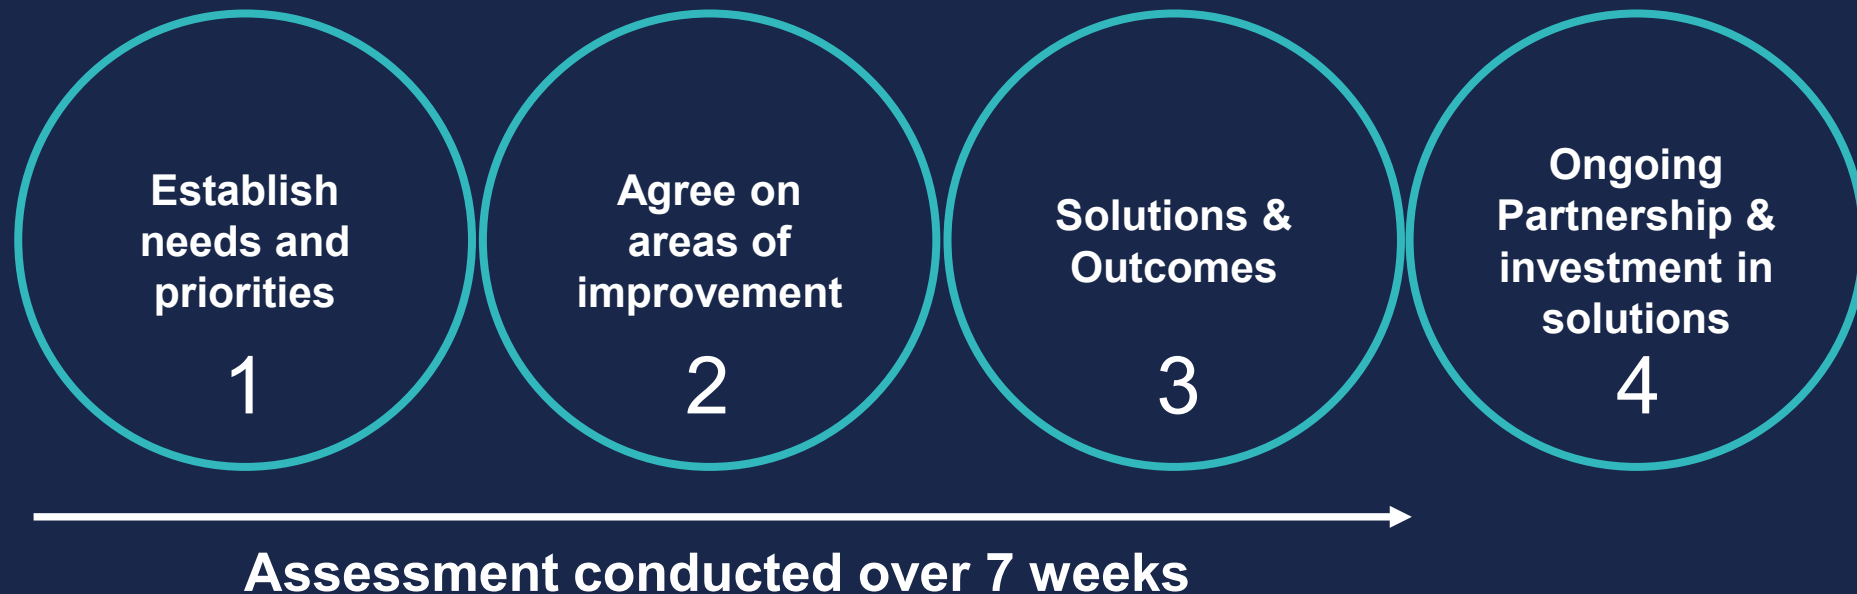 Establish
needs and
priorities
1
Agree on
areas of
improvement
2
Solutions &
Outcomes
3
Ongoing
Partnership &
investment in
solutions
4
Assessment conducted over 7 weeks